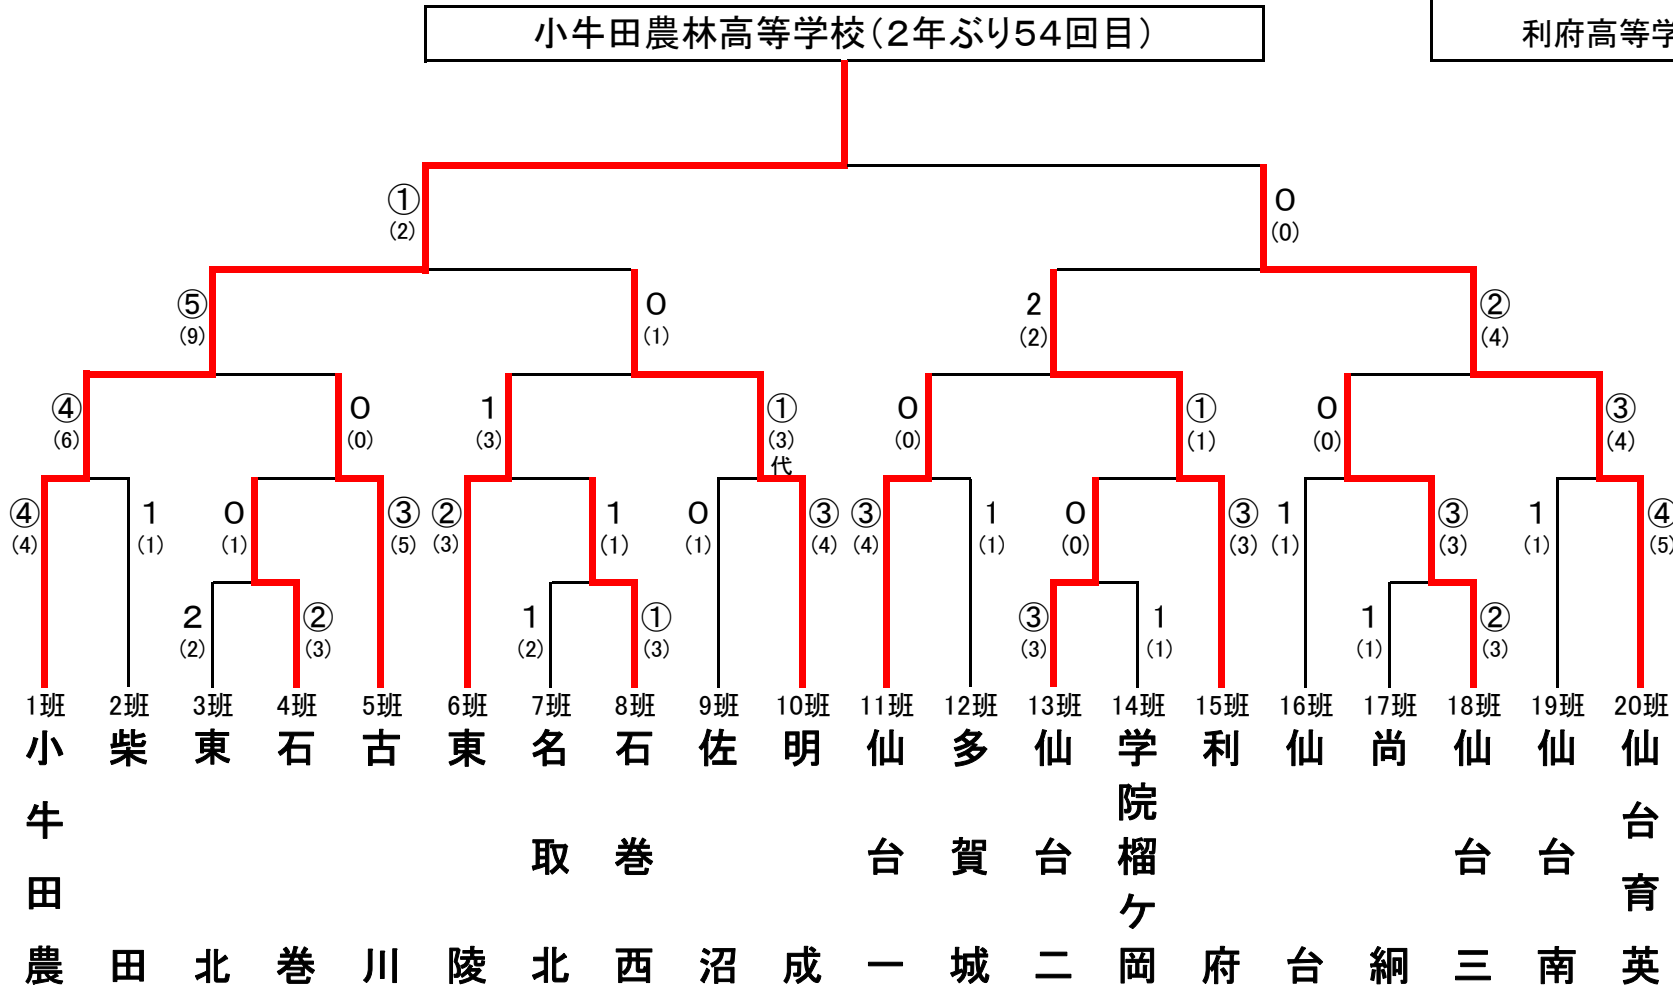 小牛田農林高等学校（２年ぶり５４回目）
利府高等学
① 0
(2) (0)
⑤ 0 2 ②
(9) (1) (2) (4)
④ 0 1 ① 0 ① 0 ③
(6) (0) (3) (3) (0) (1) (0) (4)
代
④ 1 0 ③ ② 1 0 ③ ③ 1 0 ③ 1 ③ 1 ④
(4) (1) (1) (5) (3) (1) (1) (4) (4) (1) (0) (3) (1) (3) (1) (5)
2 ② 1 ① ③ 1 1 ②
(2) (3) (2) (3) (3) (1) (1) (3)
1班 2班 3班 4班 5班 6班 7班 8班 9班 10班 11班 12班 13班 14班 15班 16班 17班 18班 19班 20班
小牛田農
柴田
東北
石巻
古川
東陵
名取北
石巻西
佐沼
明成
仙台一
多賀城
仙台二
学院榴ケ岡
利府
仙台
尚絅
仙台三
仙台南
仙台育英